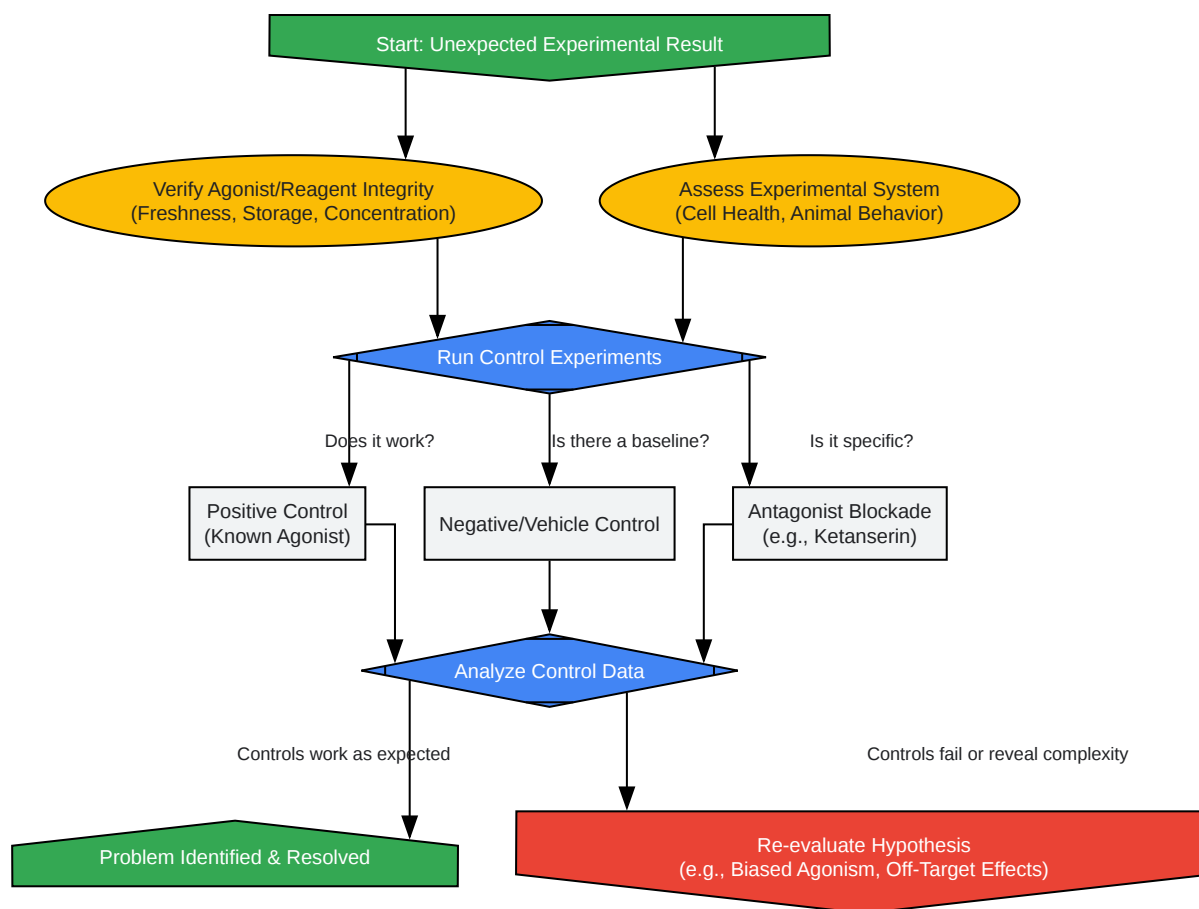 Start: Unexpected Experimental Result
Verify Agonist/Reagent Integrity
(Freshness, Storage, Concentration)
Assess Experimental System
(Cell Health, Animal Behavior)
Run Control Experiments
Does it work?
Is there a baseline?
Is it specific?
Positive Control
(Known Agonist)
Negative/Vehicle Control
Antagonist Blockade
(e.g., Ketanserin)
Analyze Control Data
Controls work as expected
Controls fail or reveal complexity
Problem Identified & Resolved
Re-evaluate Hypothesis
(e.g., Biased Agonism, Off-Target Effects)